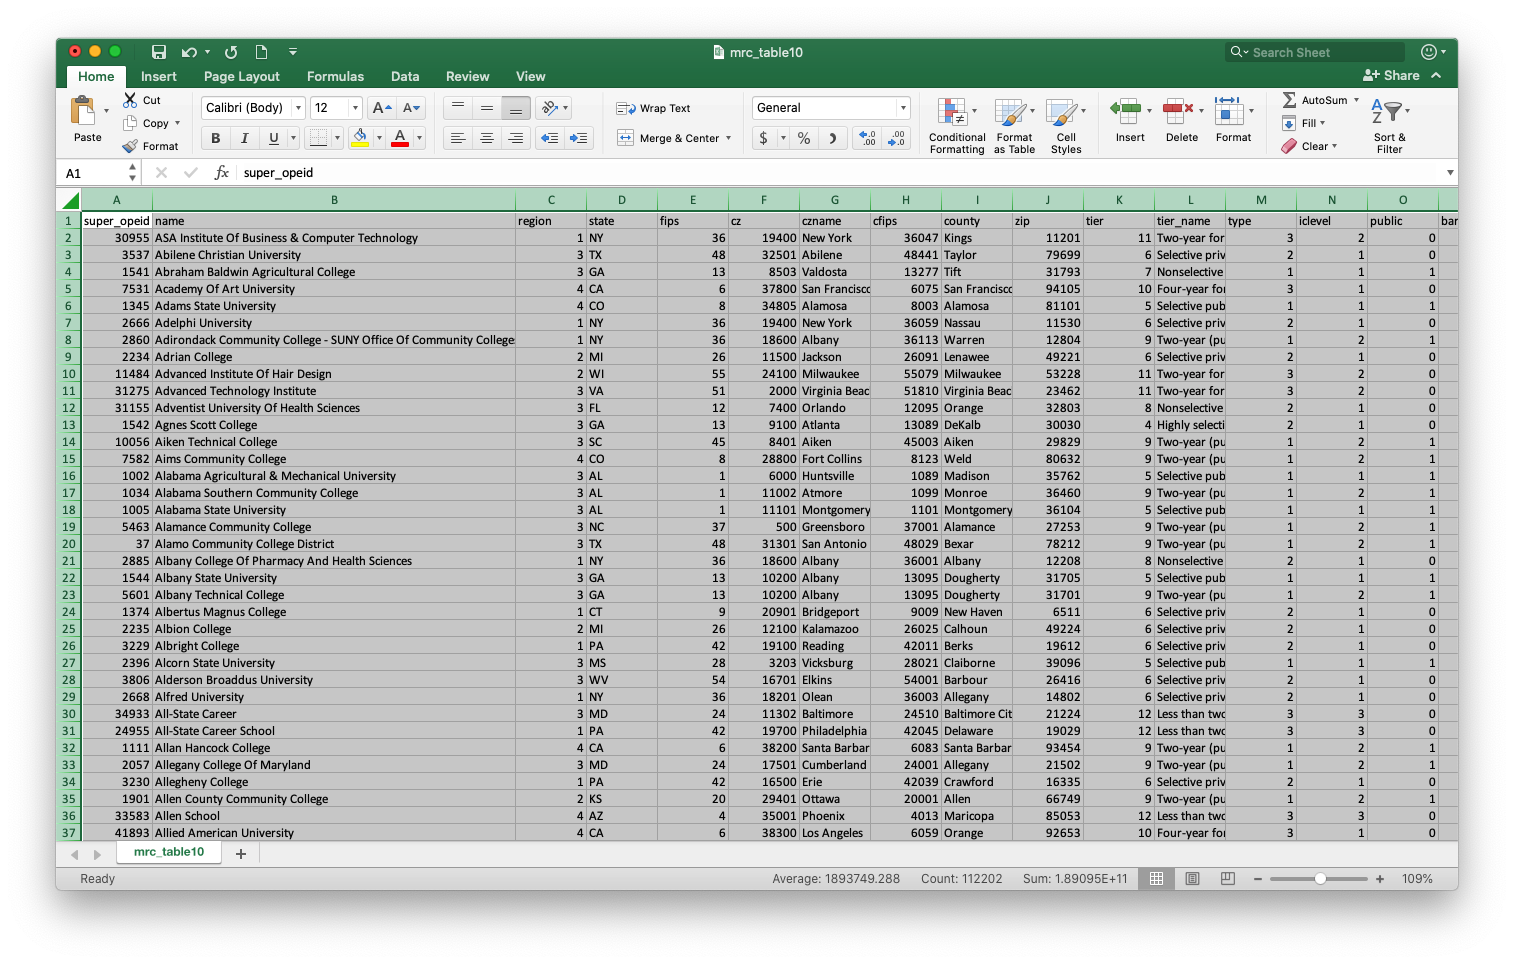 mrc_table10
Search Sheet
Home Insert Page Layout Formulas Data Review View Share
Paste Cut Copy Format
Calibri (Body) 12 A A
B I U A
Wrap Text
Merge & Center
General
$ % .0 .00 .00 .0
Conditional Formatting Format as Table Cell Styles
Insert Delete Format
AutoSum Fill Clear
A Z Sort & Filter
A1 fx super_opeid
A B C D E F G H I J K L M N O
1 super_opeid name region state fips cz czname cfips county zip tier tier_name type iclevel public bar
2 30955 ASA Institute Of Business & Computer Technology 1 NY 36 19400 New York 36047 Kings 11201 11 Two-year for 3 2 0
3 3537 Abilene Christian University 3 TX 48 32501 Abilene 48441 Taylor 79699 6 Selective priv 2 1 0
4 1541 Abraham Baldwin Agricultural College 3 GA 13 8503 Valdosta 13277 Tift 31793 7 Nonselective 1 1 1
5 7531 Academy Of Art University 4 CA 6 37800 San Francisc 6075 San Francisc 94105 10 Four-year fo 3 1 0
6 1345 Adams State University 4 CO 8 34805 Alamosa 8003 Alamosa 81101 5 Selective pub 1 1 1
7 2666 Adelphi University 1 NY 36 19400 New York 36059 Nassau 11530 6 Selective priv 2 1 0
8 2860 Adirondack Community College - SUNY Office Of Community College 1 NY 36 18600 Albany 36113 Warren 12804 9 Two-year (pu 1 2 1
9 2234 Adrian College 2 MI 26 11500 Jackson 26091 Lenawee 49221 6 Selective priv 2 1 0
10 11484 Advanced Institute Of Hair Design 2 WI 55 24100 Milwaukee 55079 Milwaukee 53228 11 Two-year for 3 2 0
11 31275 Advanced Technology Institute 3 VA 51 2000 Virginia Beac 51810 Virginia Beac 23462 11 Two-year for 3 2 0
12 31155 Adventist University Of Health Sciences 3 FL 12 7400 Orlando 12095 Orange 32803 8 Nonselective 2 1 0
13 1542 Agnes Scott College 3 GA 13 9100 Atlanta 13089 DeKalb 30030 4 Highly selecti 2 1 0
14 10056 Aiken Technical College 3 SC 45 8401 Aiken 45003 Aiken 29829 9 Two-year (pu 1 2 1
15 7582 Aims Community College 4 CO 8 28800 Fort Collins 8123 Weld 80632 9 Two-year (pu 1 2 1
16 1002 Alabama Agricultural & Mechanical University 3 AL 1 6000 Huntsville 1089 Madison 35762 5 Selective pub 1 1 1
17 1034 Alabama Southern Community College 3 AL 1 11002 Atmore 1099 Monroe 36460 9 Two-year (pu 1 2 1
18 1005 Alabama State University 3 AL 1 11101 Montgomery 1101 Montgomery 36104 5 Selective pub 1 1 1
19 5463 Alamance Community College 3 NC 37 500 Greensboro 37001 Alamance 27253 9 Two-year (pu 1 2 1
20 37 Alamo Community College District 3 TX 48 31301 San Antonio 48029 Bexar 78212 9 Two-year (pu 1 2 1
21 2885 Albany College Of Pharmacy And Health Sciences 1 NY 36 18600 Albany 36001 Albany 12208 8 Nonselective 2 1 0
22 1544 Albany State University 3 GA 13 10200 Albany 13095 Dougherty 31705 5 Selective pub 1 1 1
23 5601 Albany Technical College 3 GA 13 10200 Albany 13095 Dougherty 31701 9 Two-year (pu 1 2 1
24 1374 Albertus Magnus College 1 CT 9 20901 Bridgeport 9009 New Haven 6511 6 Selective priv 2 1 0
25 2235 Albion College 2 MI 26 12100 Kalamazoo 26025 Calhoun 49224 6 Selective priv 2 1 0
26 3229 Albright College 1 PA 42 19100 Reading 42011 Berks 19612 6 Selective priv 2 1 0
27 2396 Alcorn State University 3 MS 28 3203 Vicksburg 28021 Claiborne 39096 5 Selective pub 1 1 1
28 3806 Alderson Broaddus University 3 WV 54 16701 Elkins 54001 Barbour 26416 6 Selective priv 2 1 0
29 2668 Alfred University 1 NY 36 18201 Olean 36003 Allegany 14802 6 Selective priv 2 1 0
30 34933 All-State Career 3 MD 24 11302 Baltimore 24510 Baltimore Cit 21224 12 Less than two 3 3 0
31 24955 All-State Career School 1 PA 42 19700 Philadelphia 42045 Delaware 19029 12 Less than two 3 3 0
32 1111 Allan Hancock College 4 CA 6 38200 Santa Barbar 6083 Santa Barbar 93454 9 Two-year (pu 1 2 1
33 2057 Allegany College Of Maryland 3 MD 24 17501 Cumberland 24001 Allegany 21502 9 Two-year (pu 1 2 1
34 3230 Allegheny College 1 PA 42 16500 Erie 42039 Crawford 16335 6 Selective priv 2 1 0
35 1901 Allen County Community College 2 KS 20 29401 Ottawa 20001 Allen 66749 9 Two-year (pu 1 2 1
36 33583 Allen School 4 AZ 4 35001 Phoenix 4013 Maricopa 85053 12 Less than two 3 3 0
37 41893 Allied American University 4 CA 6 38300 Los Angeles 6059 Orange 92653 10 Four-year fo 3 1 0
mrc_table10 +
Ready Average: 1893749.288 Count: 112202 Sum: 1.89095E+11 109%